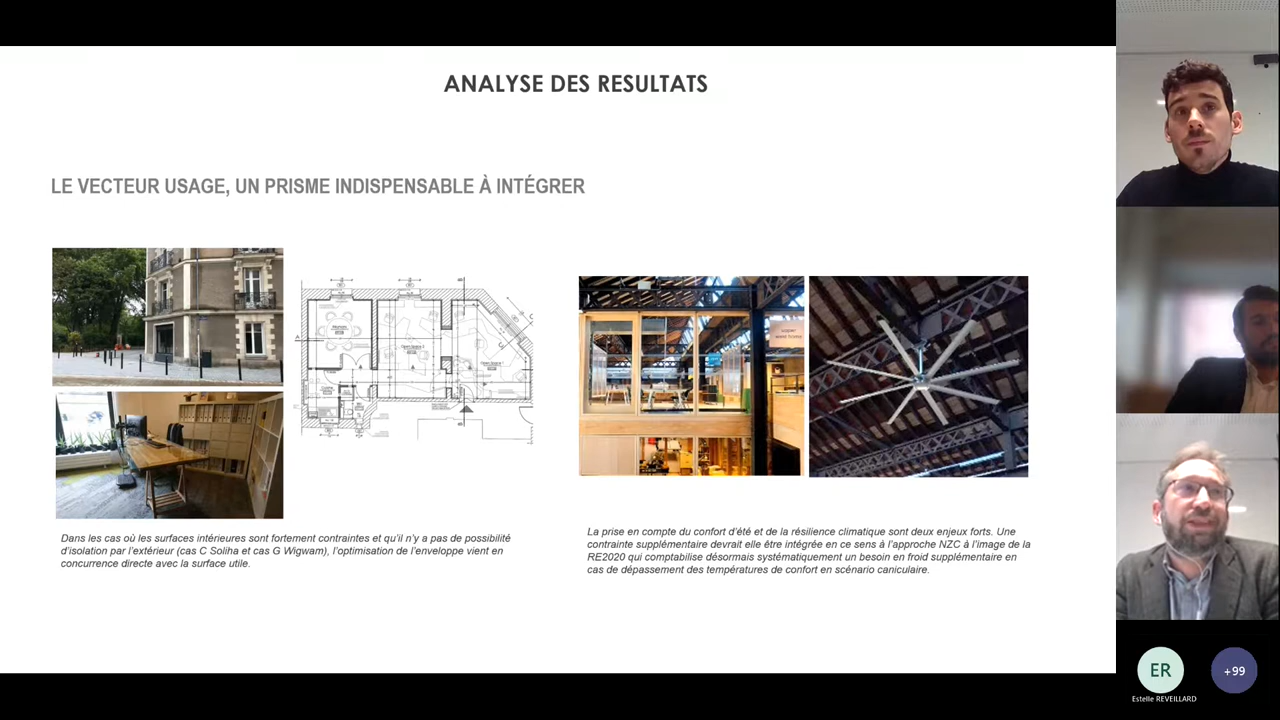 ANALYSE DES RESULTATS
LE VECTEUR USAGE, UN PRISME INDISPENSABLE À INTÉGRER
Dans les cas où les surfaces intérieures sont fortement contraintes et qu'il n'y a pas de possibilité
d'isolation par l'extérieur (cas C Soliha et cas G Wigwam), l'optimisation de l'enveloppe vient en
concurrence directe avec la surface utile.
La prise en compte du confort d'été et de la résilience climatique sont deux enjeux forts. Une
contrainte supplémentaire devrait elle être intégrée en ce sens à l'approche NZC à l'image de la
RE2020 qui comptabilise désormais systématiquement un besoin en froid supplémentaire en
cas de dépassement des températures de confort en scénario caniculaire.
ER
+99
Estelle REVEILLARD